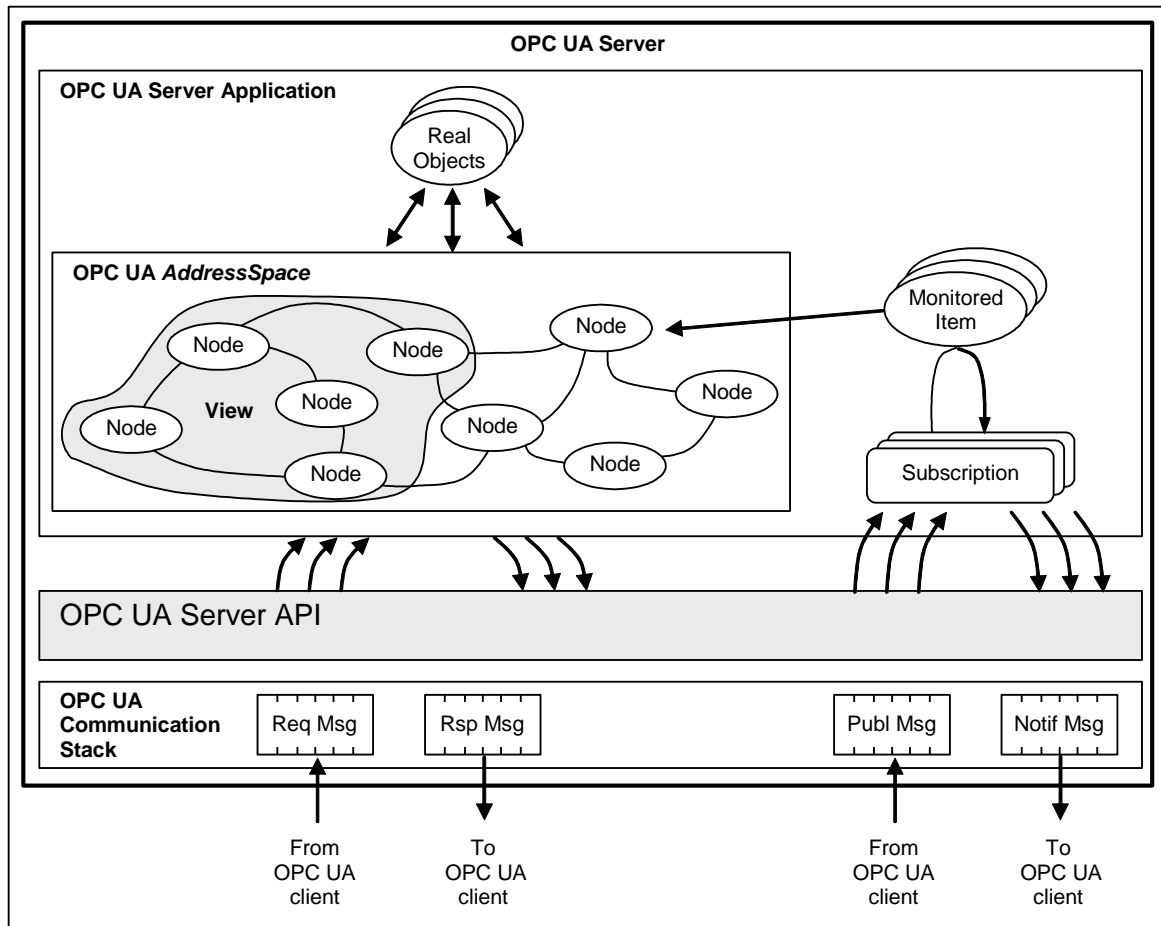 OPC UA Server
OPC UA Server Application
Real
Objects
OPC UA AddressSpace
Monitored
Item
Node
Node
Node
Node
Node
View
Node
Node
Node
Node
Subscription
OPC UA Server API
OPC UA
Communication
Stack
Req Msg
Rsp Msg
Publ Msg
Notif Msg
From
OPC UA
client
To
OPC UA
client
From
OPC UA
client
To
OPC UA
client